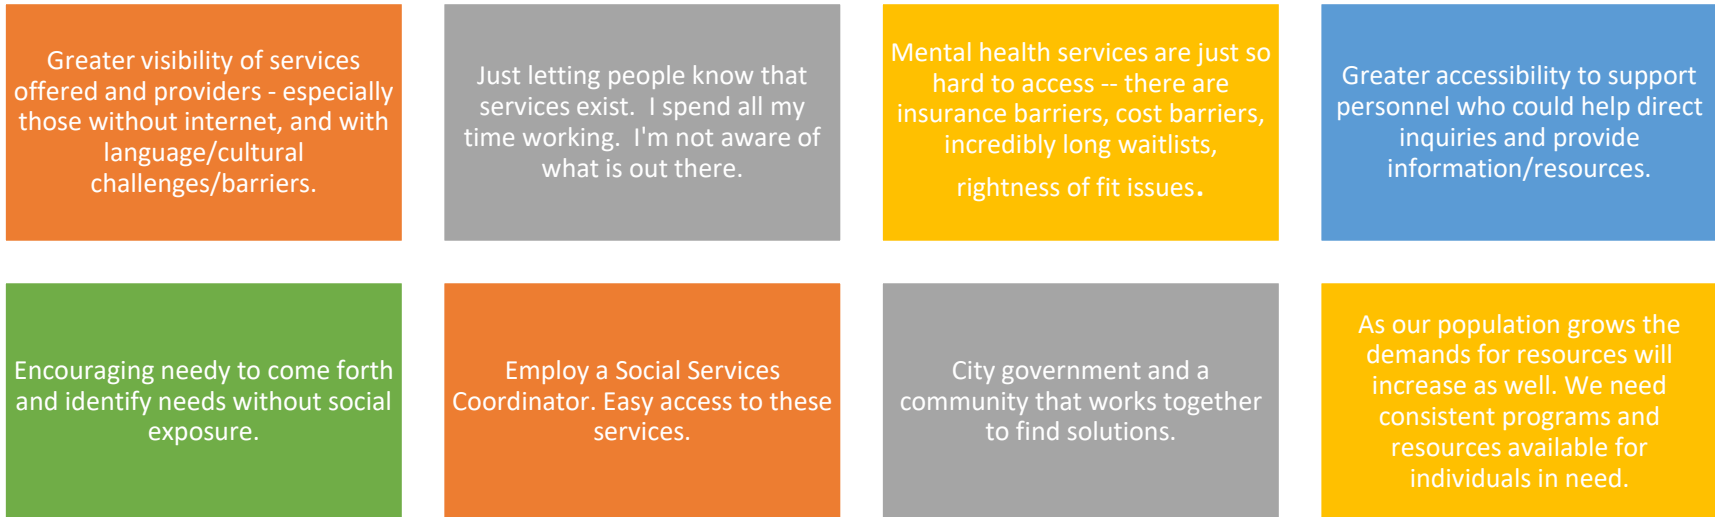 Greater visibility of services
offered and providers - especially
those without internet, and with
language/cultural
challenges/barriers.
Just letting people know that
services exist.  I spend all my
time working.  I'm not aware of
what is out there.
Mental health services are just so
hard to access -- there are
insurance barriers, cost barriers,
incredibly long waitlists,
rightness of fit issues.
Greater accessibility to support
personnel who could help direct
inquiries and provide
information/resources.
Encouraging needy to come forth
and identify needs without social
exposure.
Employ a Social Services
Coordinator. Easy access to these
services.
City government and a
community that works together
to find solutions.
As our population grows the
demands for resources will
increase as well. We need
consistent programs and
resources available for
individuals in need.